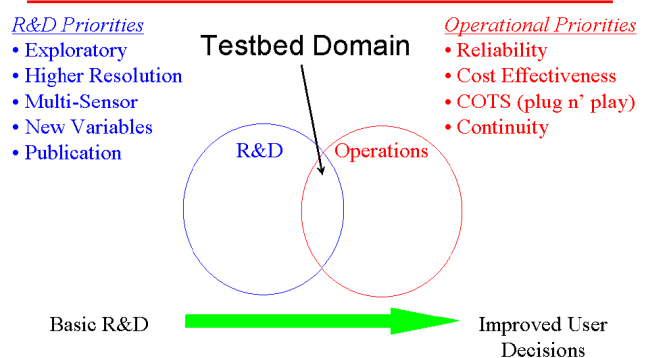 R&D Priorities
• Exploratory
• Higher Resolution
• Multi-Sensor
• New Variables
• Publication
Testbed Domain
Operational Priorities
• Reliability
• Cost Effectiveness
• COTS (plug n’ play)
• Continuity
R&D
Operations
Basic R&D
Improved User
Decisions